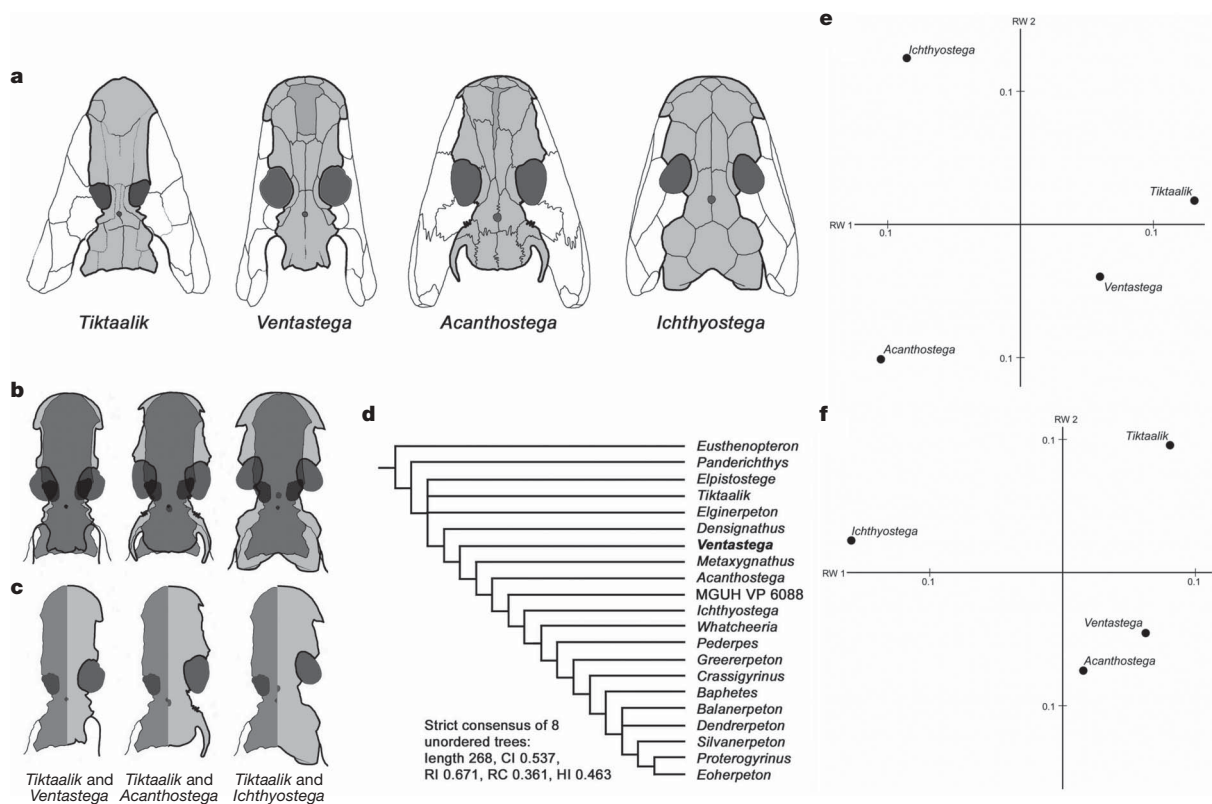 a
Tiktaalik
Ventastega
Acanthostega
Ichthyostega
b
c
Tiktaalik and
Ventastega
Tiktaalik and
Acanthostega
Tiktaalik and
Ichthyostega
d
Eusthenopteron
Panderichthys
Elpistostege
Tiktaalik
Elginerpeton
Densignathus
Ventastega
Metaxygnathus
Acanthostega
MGUH VP 6088
Ichthyostega
Whatcheeria
Pederpes
Greererpeton
Crassigyrinus
Baphetes
Balanerpeton
Dendrerpeton
Silvanerpeton
Proterogyrinus
Eoherpeton
Strict consensus of 8
unordered trees:
length 268, CI 0.537,
RI 0.671, RC 0.361, HI 0.463
e
RW 2
Ichthyostega
0.1
Tiktaalik
RW 1
0.1
0.1
Ventastega
Acanthostega
0.1
f
RW 2
Tiktaalik
0.1
Ichthyostega
RW 1
0.1
0.1
Ventastega
Acanthostega
0.1